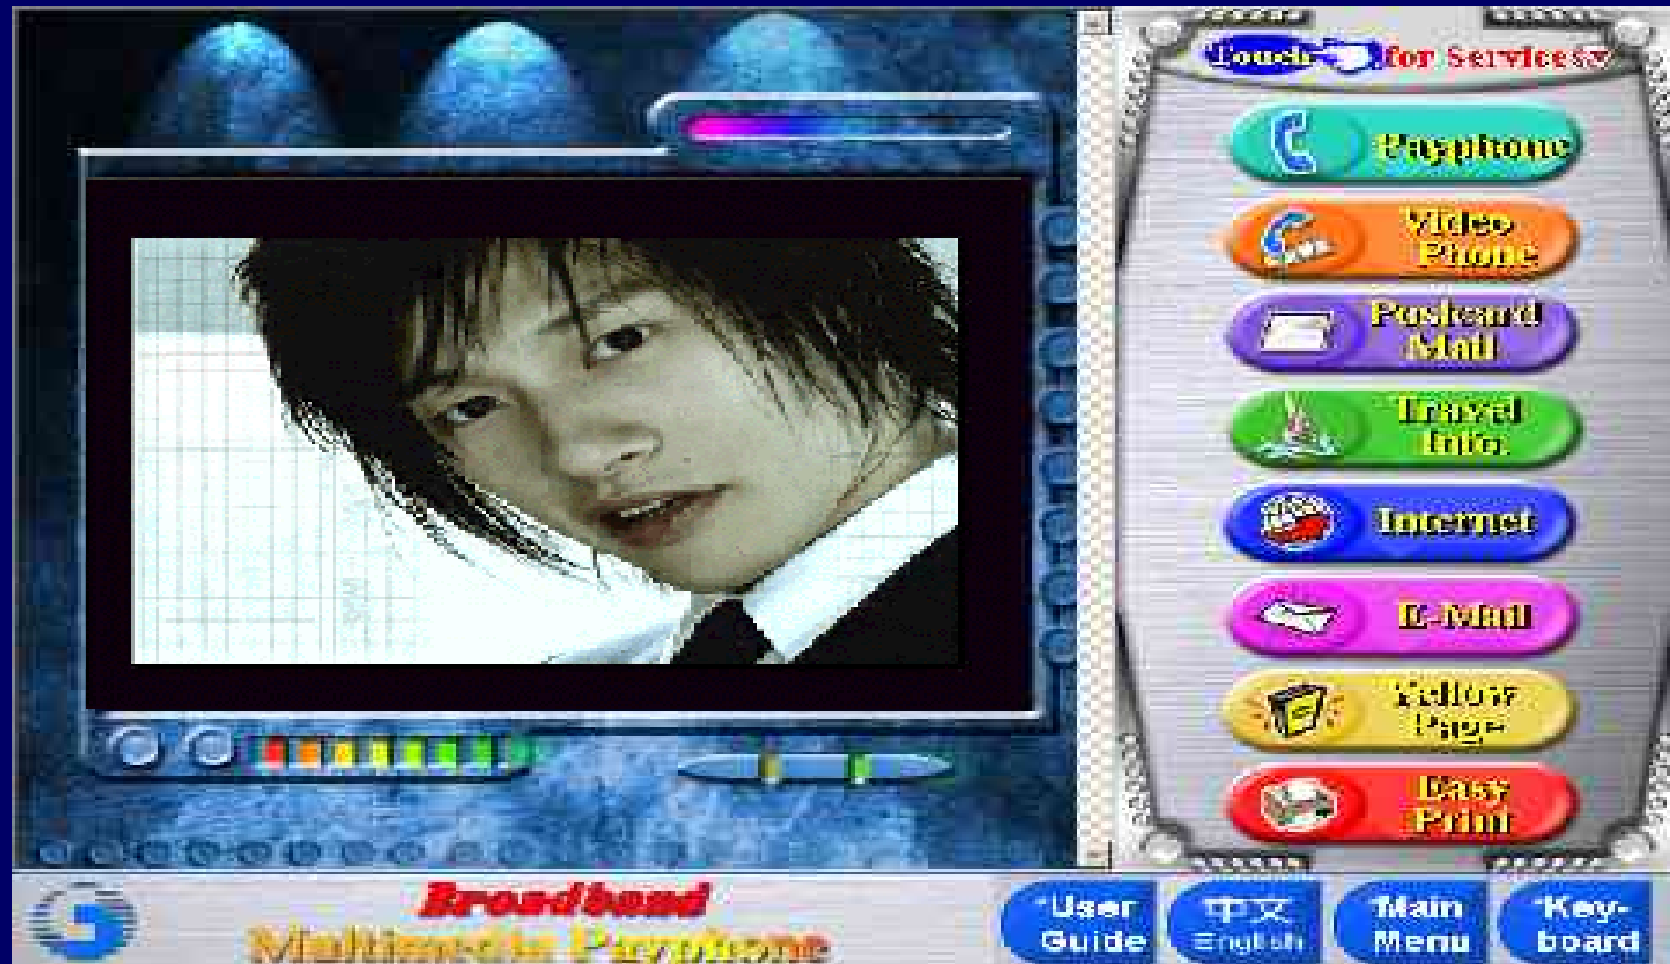 Touch for Services
Payphone
Video
Phone
Postcard
Mail
Travel
Info.
Internet
E-Mail
Yellow
Page
Easy
Print
Broadband
Multimedia Payphone
User
Guide
中文
English
Main
Menu
Key-
board